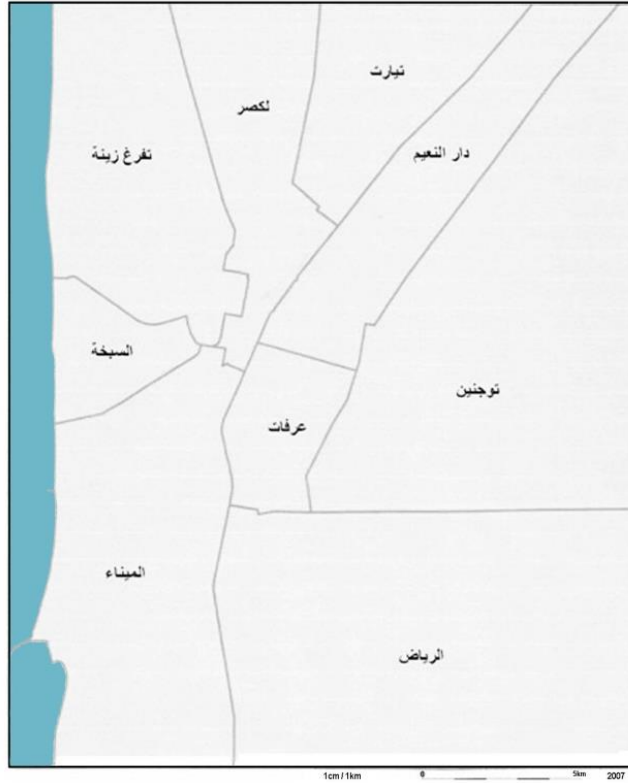 تيارت
لكصر
تفرغ زينة
دار النعيم
السبخة
توجنين
عرفات
الميناء
الرياض
1cm / 1km 0 5km 2007